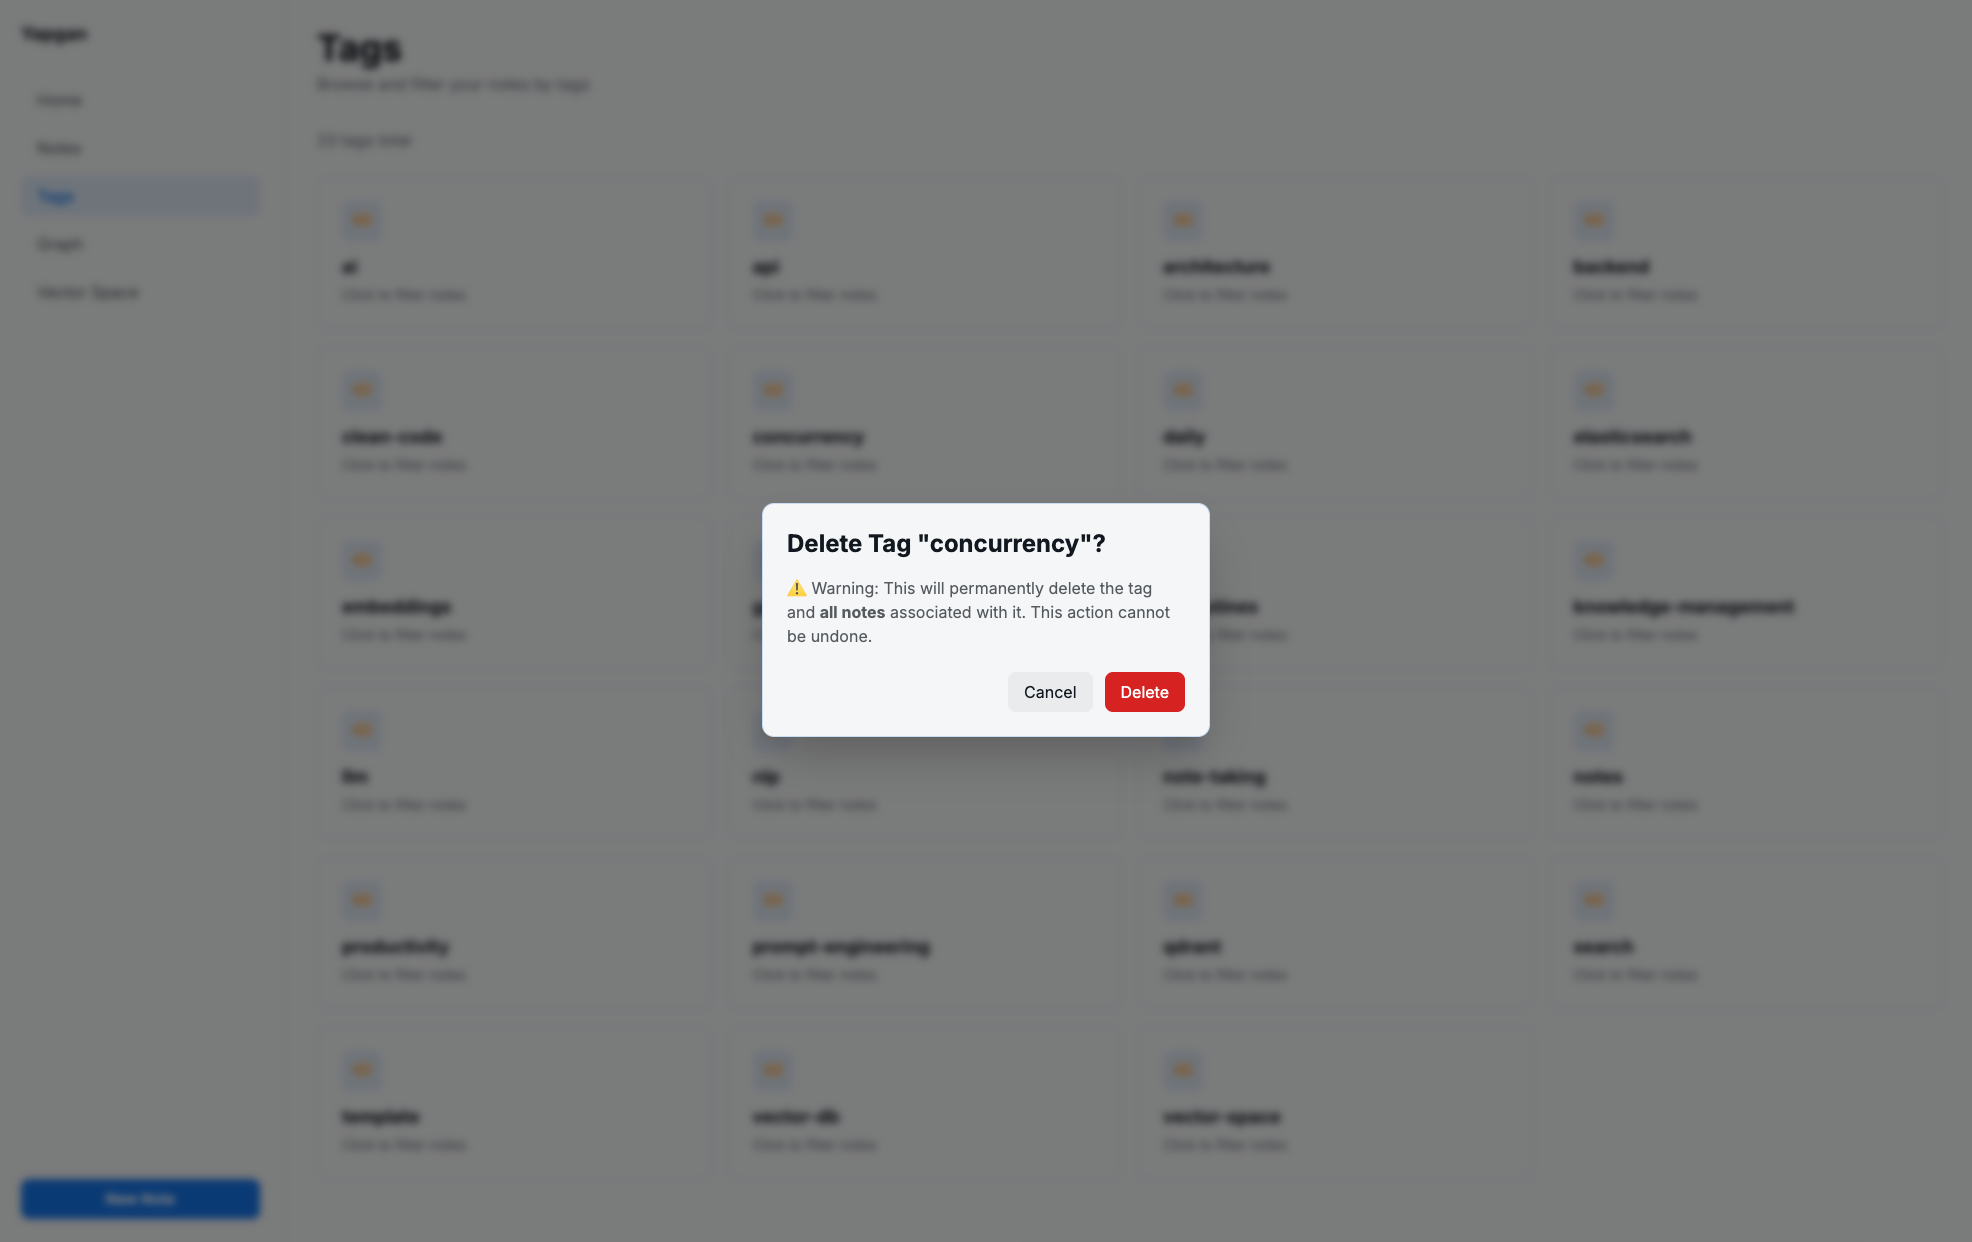 Yapgan
Home
Notes
Tags
Graph
Vector Space
New Note
Tags
Browse and filter your notes by tags
23 tags total
ai
Click to filter notes
api
Click to filter notes
architecture
Click to filter notes
backend
Click to filter notes
clean-code
Click to filter notes
concurrency
Click to filter notes
daily
Click to filter notes
elasticsearch
Click to filter notes
embeddings
Click to filter notes
knowledge-management
Click to filter notes
llm
Click to filter notes
nlp
Click to filter notes
note-taking
Click to filter notes
notes
Click to filter notes
productivity
Click to filter notes
prompt-engineering
Click to filter notes
qdrant
Click to filter notes
search
Click to filter notes
template
Click to filter notes
vector-db
Click to filter notes
vector-space
Click to filter notes
Delete Tag "concurrency"?
⚠️ Warning: This will permanently delete the tag
and all notes associated with it. This action cannot
be undone.
Cancel
Delete